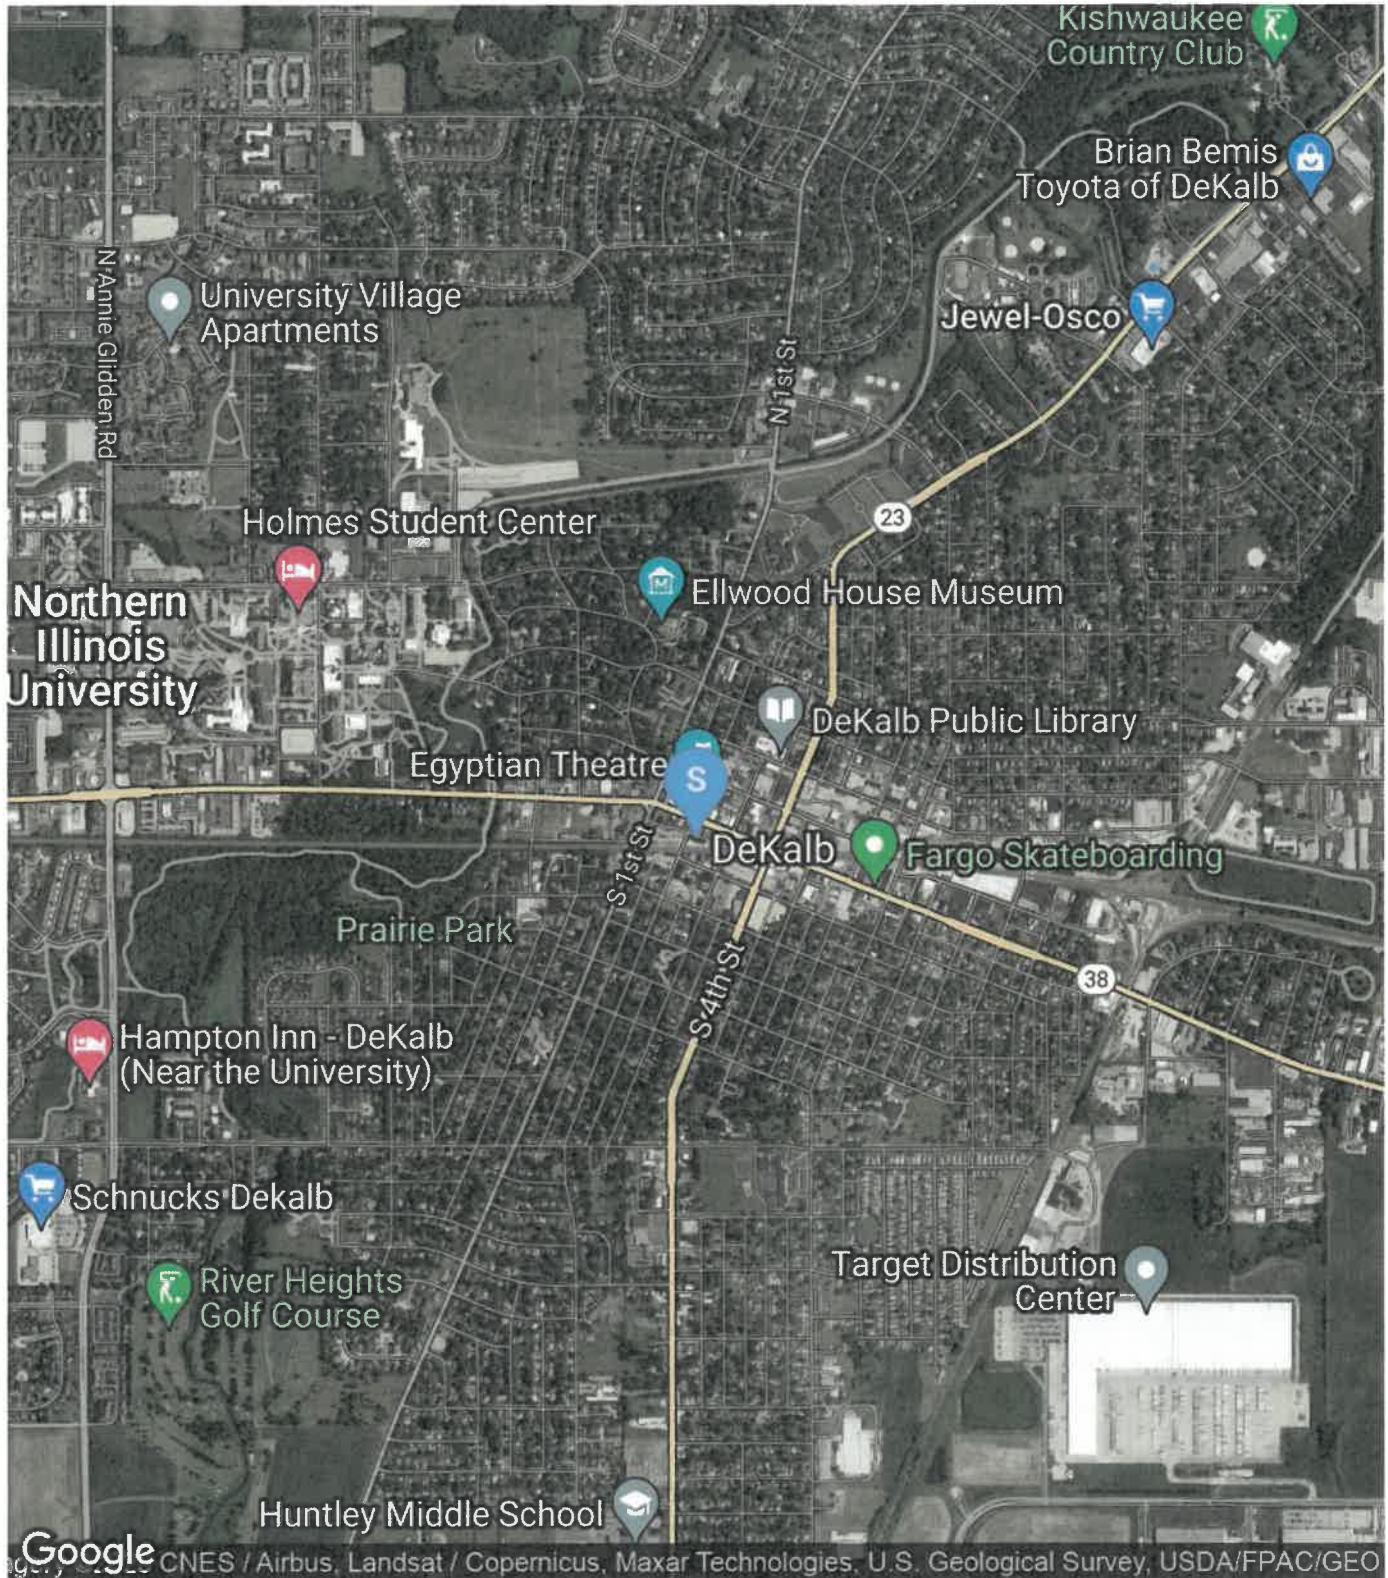 Kishwaukee
Country Club
Brian Bemis
Toyota of DeKalb
N Annie Glidden Rd
University Village
Apartments
Jewel-Osco
N 1st St
23
Holmes Student Center
Ellwood House Museum
Northern
Illinois
University
DeKalb Public Library
Egyptian Theatre
S
S 1st St
DeKalb
Fargo Skateboarding
Prairie Park
S 4th St
38
Hampton Inn - DeKalb
(Near the University)
Schnucks Dekalb
Target Distribution
Center
River Heights
Golf Course
Huntley Middle School
Google
CNES / Airbus, Landsat / Copernicus, Maxar Technologies, U.S. Geological Survey, USDA/FPAC/GEO